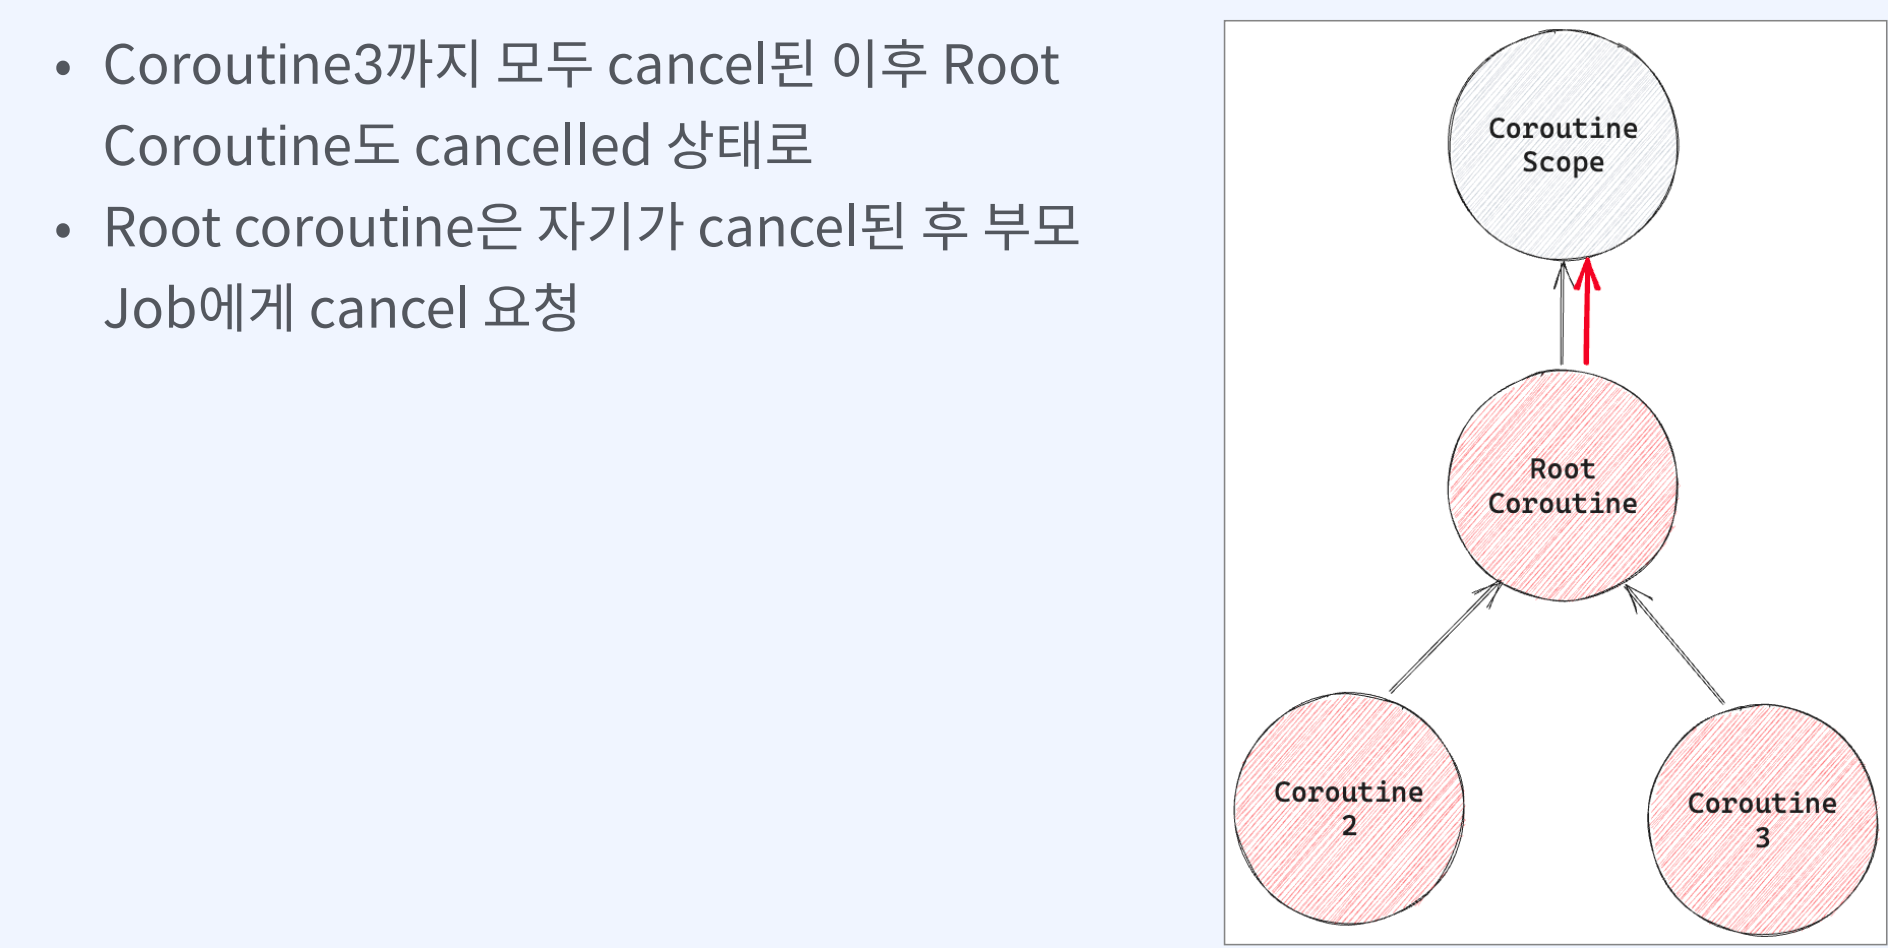 • Coroutine3까지 모두 cancel된 이후 Root
Coroutine도 cancelled 상태로
• Root coroutine은 자기가 cancel된 후 부모
Job에게 cancel 요청
Coroutine
Scope
Root
Coroutine
Coroutine
2
Coroutine
3